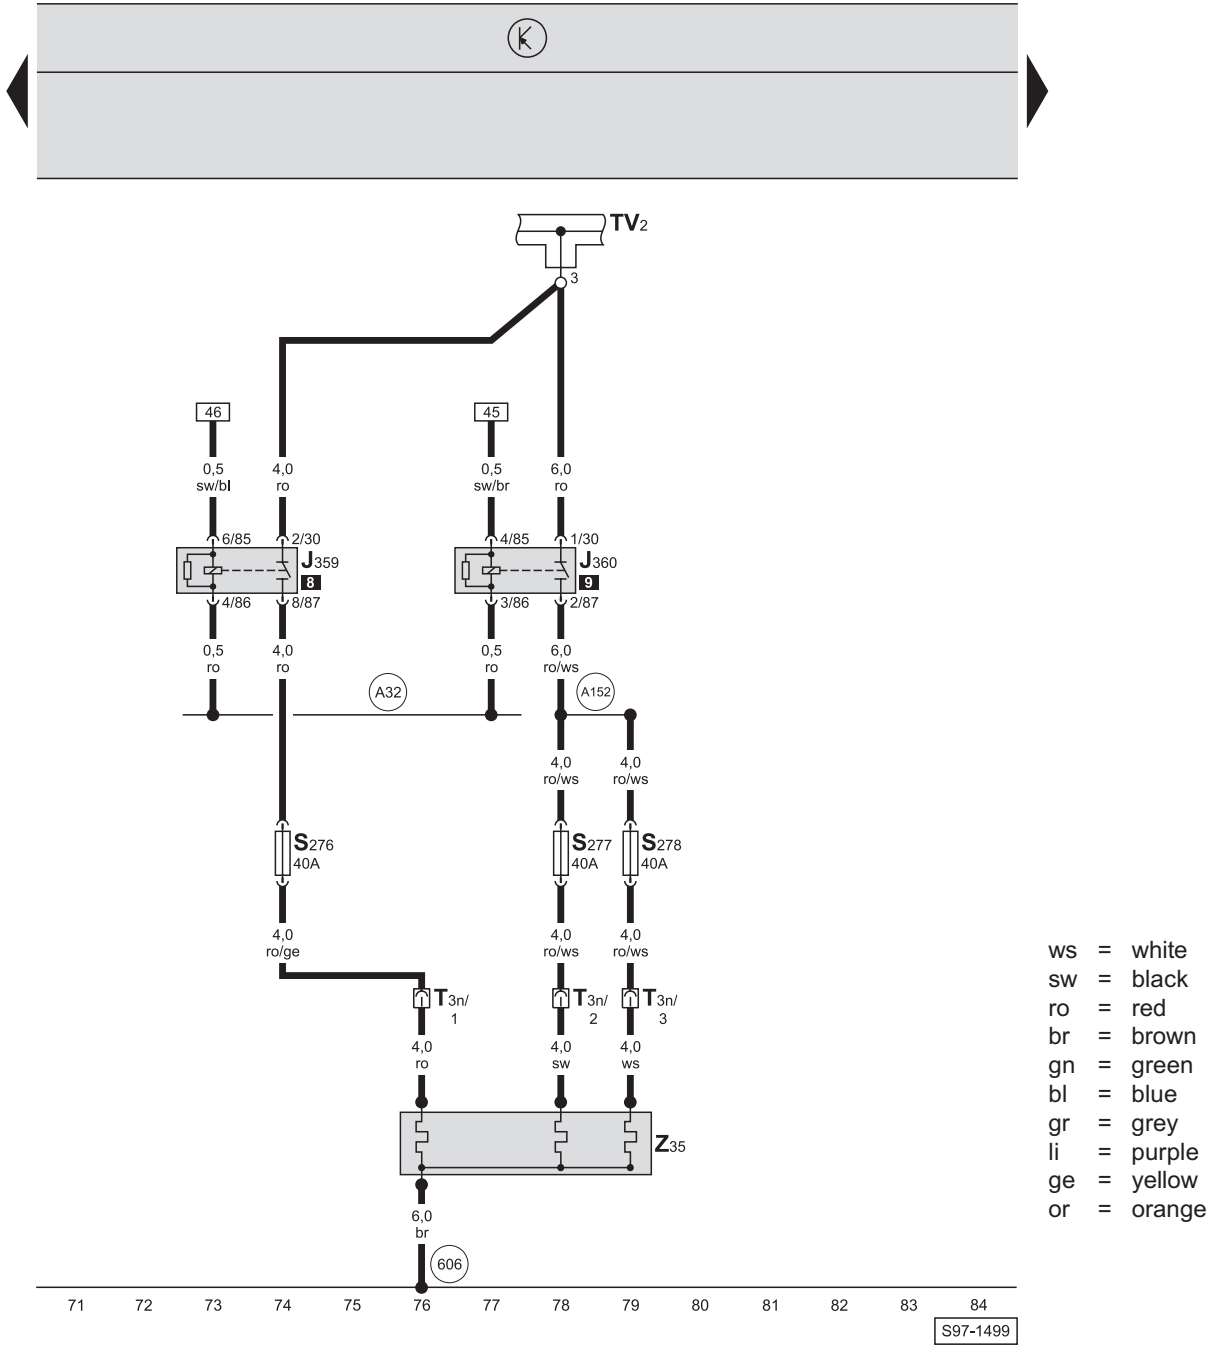 TV2
3
46
45
0,5
sw/bl
4,0
ro
0,5
sw/br
6,0
ro
6/85
2/30
J359
8
4/85
1/30
J360
9
4/86
8/87
3/86
2/87
0,5
ro
4,0
ro
0,5
ro
6,0
ro/ws
A32
A152
4,0
ro/ws
4,0
ro/ws
S276
40A
S277
40A
S278
40A
4,0
ro/ge
4,0
ro/ws
4,0
ro/ws
T3n/
1
T3n/
2
T3n/
3
4,0
ro
4,0
sw
4,0
ws
Z35
6,0
br
606
71 72 73 74 75 76 77 78 79 80 81 82 83 84
S97-1499
ws = white
sw = black
ro = red
br = brown
gn = green
bl = blue
gr = grey
li = purple
ge = yellow
or = orange